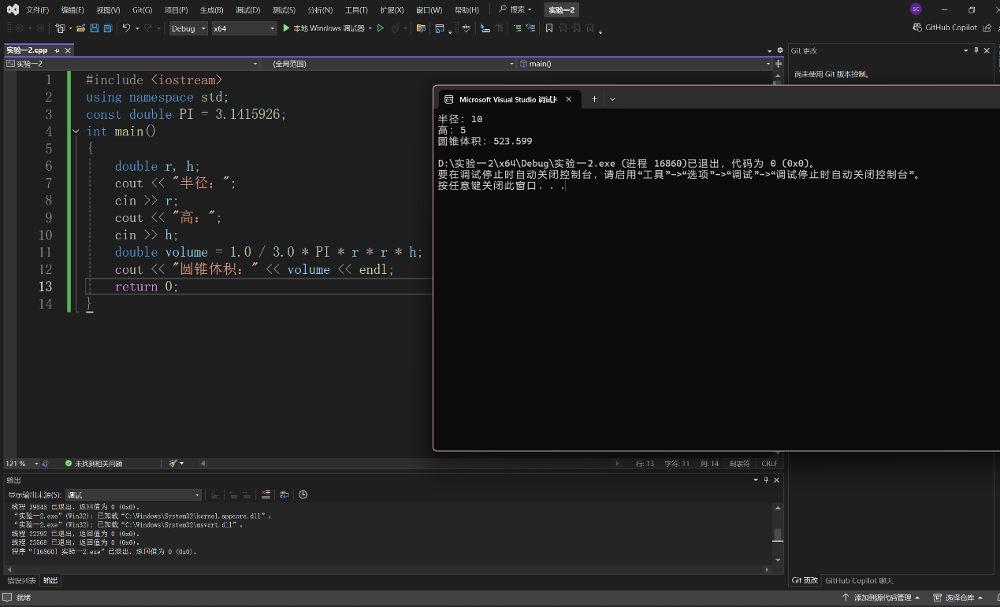 文件(F) 编辑(E) 视图(V) Git(G) 项目(P) 生成(B) 调试(D) 测试(S) 分析(N) 工具(T) 扩展(X) 窗口(W) 帮助(H) 搜索 实验一2 SC
Debug x64 本地 Windows 调试器 GitHub Copilot
实验一2.cpp
实验一2 (全局范围) main()
1 #include <iostream>
2 using namespace std;
3 const double PI = 3.1415926;
4 int main()
5 {
6 double r, h;
7 cout << "半径：";
8 cin >> r;
9 cout << "高：";
10 cin >> h;
11 double volume = 1.0 / 3.0 * PI * r * r * h;
12 cout << "圆锥体积：" << volume << endl;
13 return 0;
14 }
Git 更改
尚未使用 Git 版本控制。
Microsoft Visual Studio 调试
半径：10
高：5
圆锥体积：523.599
D:\实验一2\x64\Debug\实验一2.exe (进程 16860)已退出，代码为 0 (0x0)。
要在调试停止时自动关闭控制台，请启用“工具”->“选项”->“调试”->“调试停止时自动关闭控制台”。
按任意键关闭此窗口. . .
121 % 未找到相关问题 行: 13 字符: 11 列: 14 制表符 CRLF
输出
显示输出来源(S): 调试
线程 39848 已退出，返回值为 0 (0x0)。
“实验一2.exe”(Win32): 已加载“C:\Windows\System32\kernel.appcore.dll”。
“实验一2.exe”(Win32): 已加载“C:\Windows\System32\msvcrt.dll”。
线程 22292 已退出，返回值为 0 (0x0)。
线程 23568 已退出，返回值为 0 (0x0)。
程序“[16860] 实验一2.exe”已退出，返回值为 0 (0x0)。
错误列表 输出
Git 更改 GitHub Copilot 聊天
就绪 添加到源代码管理 选择仓库